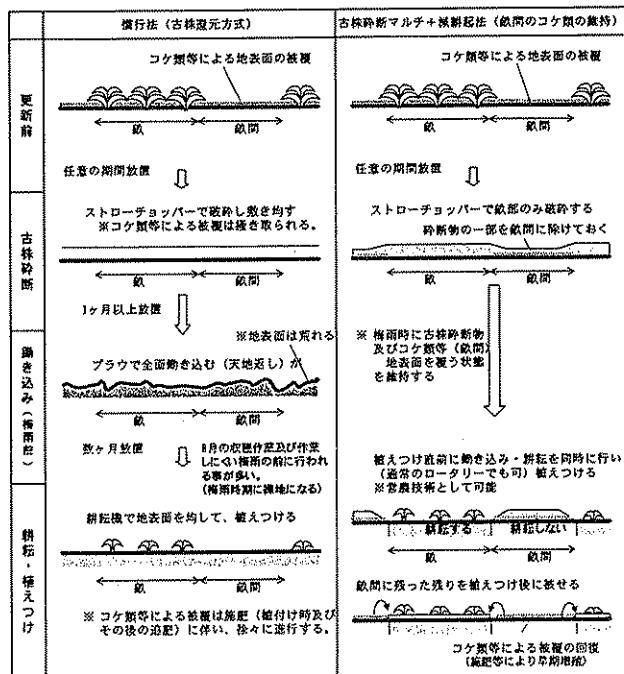 慣行法（古株還元方式）
古株砕断マルチ＋減耕起法（畝間のコケ類の維持）
更新前
コケ類等による地表面の被覆
畝
畝間
コケ類等による地表面の被覆
畝
畝間
任意の期間放置
任意の期間放置
古株砕断
ストローチョッパーで破砕し敷き均す
※コケ類等による被覆は掻き取られる。
畝
畝間
ストローチョッパーで畝部のみ破砕する
砕断物の一部を畝間に除けておく
畝
畝間
1ヶ月以上放置
※ 梅雨時に古株砕断物
及びコケ類等（畝間）
地表面を覆う状態
を維持する
鋤き込み（梅雨前）
※地表面は荒れる
プラウで全面鋤き込む（天地返し）が
畝
畝間
数ヶ月放置
8月の収穫作業及び作業
しにくい梅雨の前に行われ
る事が多い。
（梅雨時期に裸地になる）
植えつけ直前に鋤き込み・耕耘を同時に行い
（通常のロータリーでも可）植えつける
※営農技術として可能
耕耘・植えつけ
耕耘機で地表面を均して、植えつける
畝
畝間
耕耘する
耕耘しない
畝
畝間
畝間に残った残りを植えつけ後に被せる
※ コケ類等による被覆は施肥（植付け時及び
その後の追肥）に伴い、徐々に進行する。
コケ類等による被覆の回復
（施肥等により早期増殖）